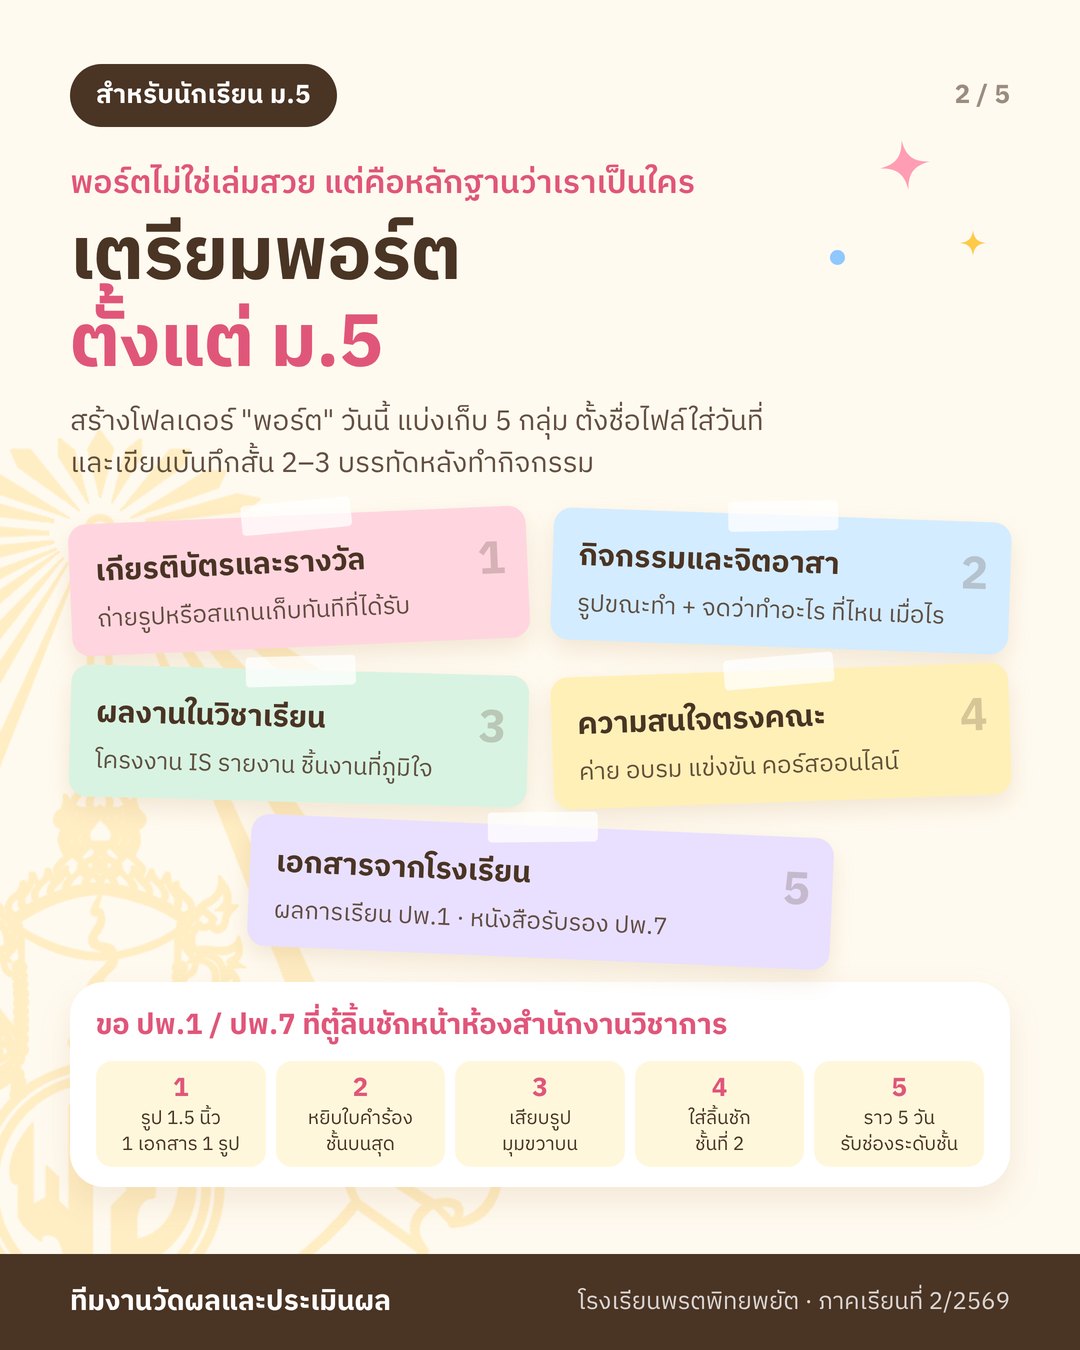 สำหรับนักเรียน ม.5
2 / 5
พอร์ตไม่ใช่เล่มสวย แต่คือหลักฐานว่าเราเป็นใคร
เตรียมพอร์ต
ตั้งแต่ ม.5
สร้างโฟลเดอร์ "พอร์ต" วันนี้ แบ่งเก็บ 5 กลุ่ม ตั้งชื่อไฟล์ใส่วันที่
และเขียนบันทึกสั้น 2–3 บรรทัดหลังทำกิจกรรม
เกียรติบัตรและรางวัล
1
ถ่ายรูปหรือสแกนเก็บทันทีที่ได้รับ
กิจกรรมและจิตอาสา
2
รูปขณะทำ + จดว่าทำอะไร ที่ไหน เมื่อไร
ผลงานในวิชาเรียน
3
โครงงาน IS รายงาน ชิ้นงานที่ภูมิใจ
ความสนใจตรงคณะ
4
ค่าย อบรม แข่งขัน คอร์สออนไลน์
เอกสารจากโรงเรียน
5
ผลการเรียน ปพ.1 · หนังสือรับรอง ปพ.7
ขอ ปพ.1 / ปพ.7 ที่ตู้ลิ้นชักหน้าห้องสำนักงานวิชาการ
1
รูป 1.5 นิ้ว
1 เอกสาร 1 รูป
2
หยิบใบคำร้อง
ชั้นบนสุด
3
เสียบรูป
มุมขวาบน
4
ใส่ลิ้นชัก
ชั้นที่ 2
5
ราว 5 วัน
รับช่องระดับชั้น
ทีมงานวัดผลและประเมินผล
โรงเรียนพรตพิทยพยัต · ภาคเรียนที่ 2/2569